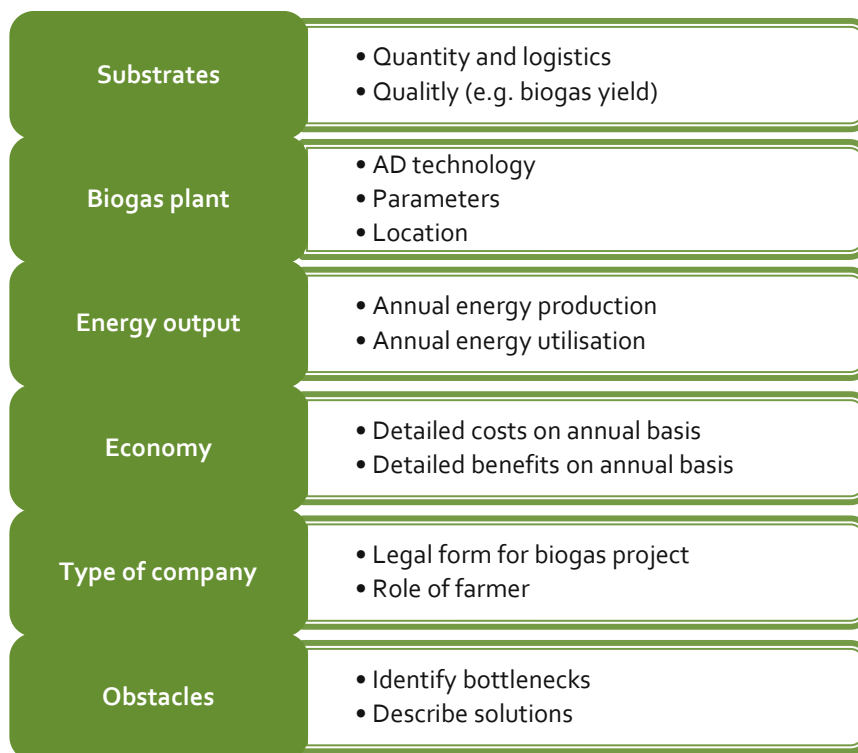 Substrates
• Quantity and logistics
• Qualitly (e.g. biogas yield)
Biogas plant
• AD technology
• Parameters
• Location
Energy output
• Annual energy production
• Annual energy utilisation
Economy
• Detailed costs on annual basis
• Detailed benefits on annual basis
Type of company
• Legal form for biogas project
• Role of farmer
Obstacles
• Identify bottlenecks
• Describe solutions